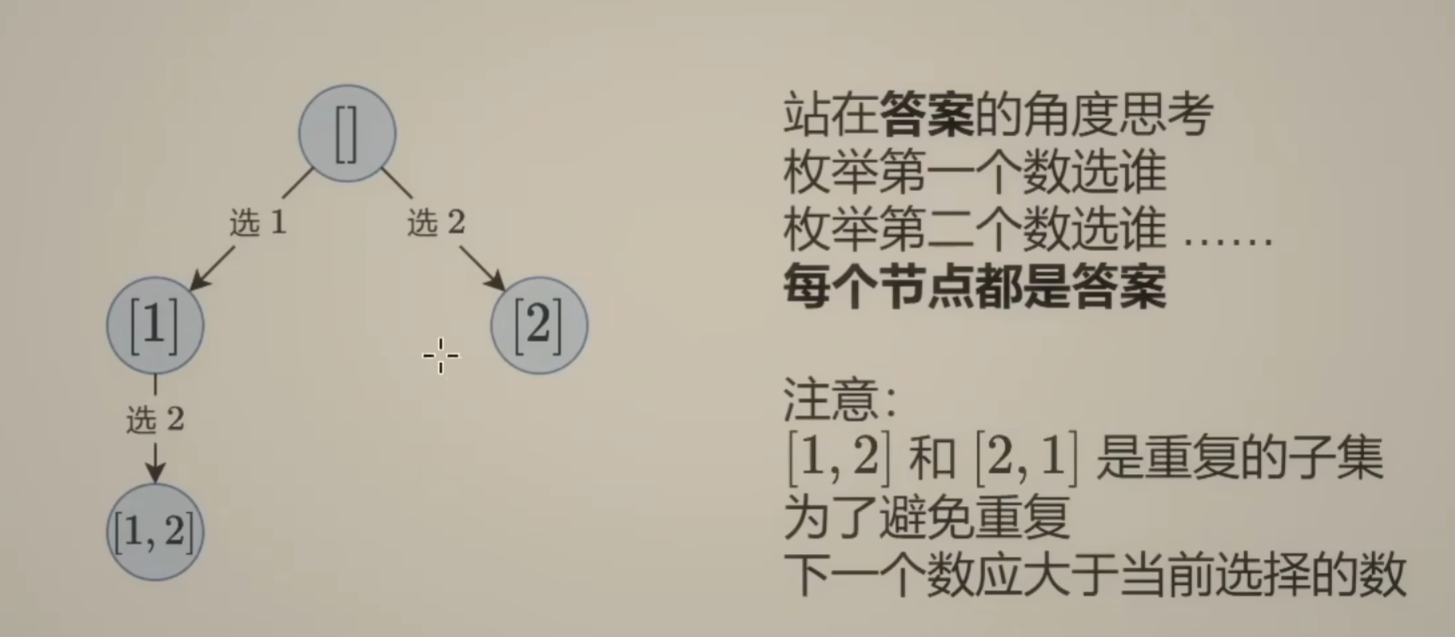 []
选 1
选 2
[1]
[2]
选 2
[1, 2]
站在答案的角度思考
枚举第一个数选谁
枚举第二个数选谁 ......
每个节点都是答案
注意：
[1, 2] 和 [2, 1] 是重复的子集
为了避免重复
下一个数应大于当前选择的数